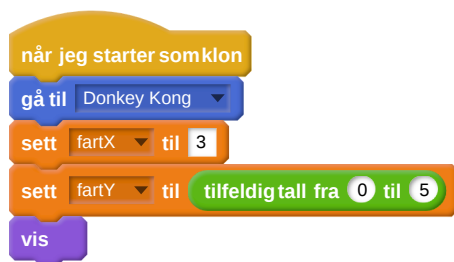 når jeg starter som klon
gå til Donkey Kong
sett fartX til 3
sett fartY til tilfeldig tall fra 0 til 5
vis